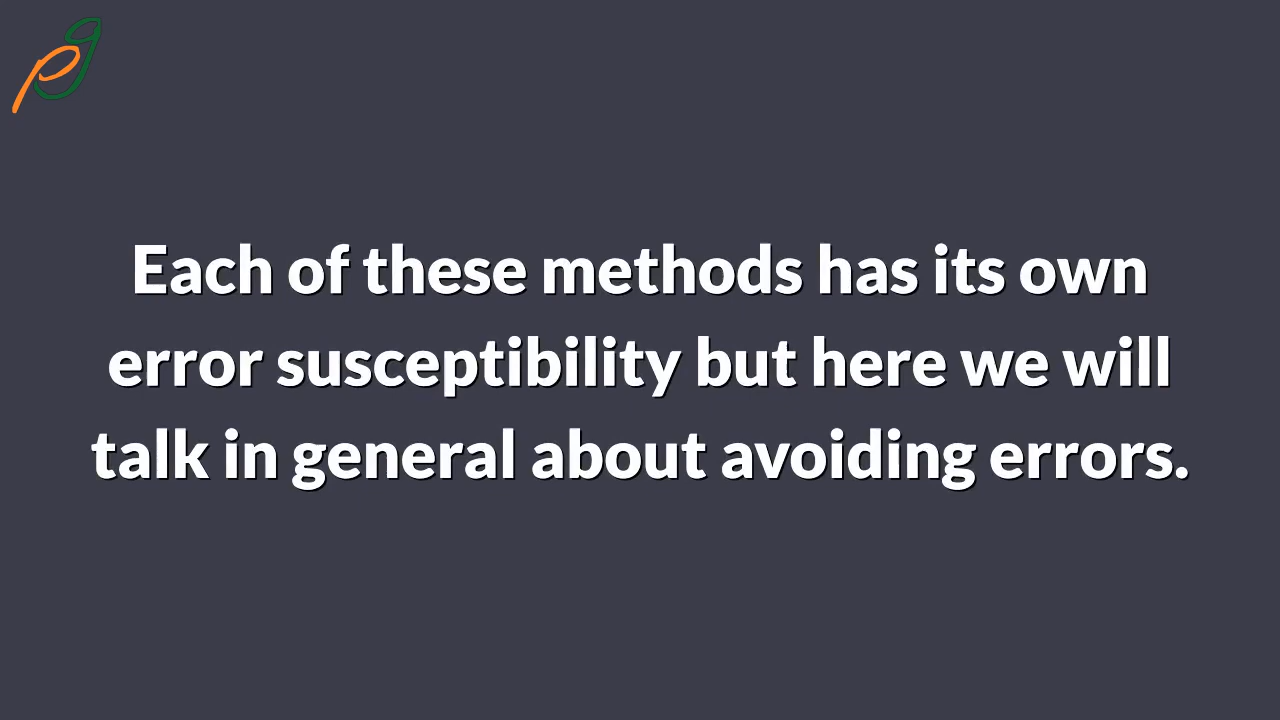 Each of these methods has its own
error susceptibility but here we will
talk in general about avoiding errors.